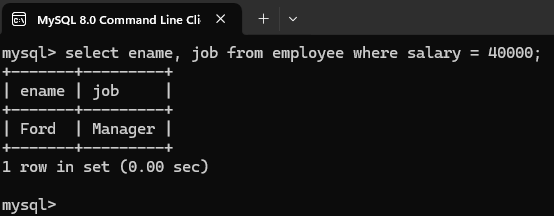 MySQL 8.0 Command Line Clie
mysql> select ename, job from employee where salary = 40000;
+-------+---------+
| ename | job     |
+-------+---------+
| Ford  | Manager |
+-------+---------+
1 row in set (0.00 sec)
mysql>